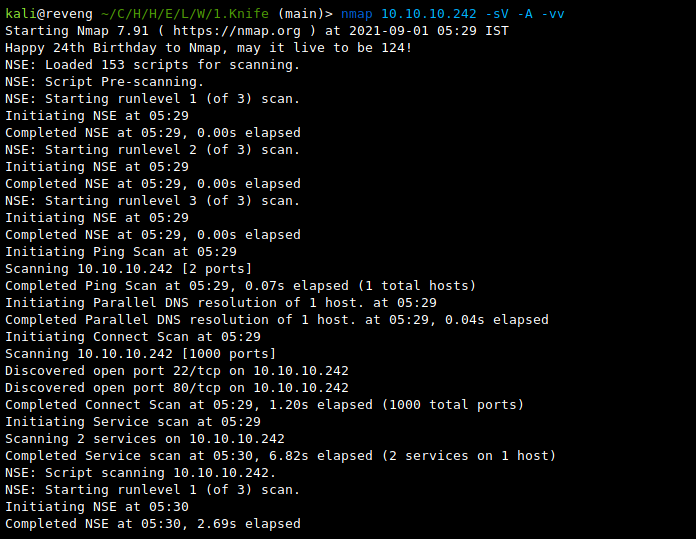 kali@reveng ~/C/H/H/E/L/W/1.Knife (main)> nmap 10.10.10.242 -sV -A -vv
Starting Nmap 7.91 ( https://nmap.org ) at 2021-09-01 05:29 IST
Happy 24th Birthday to Nmap, may it live to be 124!
NSE: Loaded 153 scripts for scanning.
NSE: Script Pre-scanning.
NSE: Starting runlevel 1 (of 3) scan.
Initiating NSE at 05:29
Completed NSE at 05:29, 0.00s elapsed
NSE: Starting runlevel 2 (of 3) scan.
Initiating NSE at 05:29
Completed NSE at 05:29, 0.00s elapsed
NSE: Starting runlevel 3 (of 3) scan.
Initiating NSE at 05:29
Completed NSE at 05:29, 0.00s elapsed
Initiating Ping Scan at 05:29
Scanning 10.10.10.242 [2 ports]
Completed Ping Scan at 05:29, 0.07s elapsed (1 total hosts)
Initiating Parallel DNS resolution of 1 host. at 05:29
Completed Parallel DNS resolution of 1 host. at 05:29, 0.04s elapsed
Initiating Connect Scan at 05:29
Scanning 10.10.10.242 [1000 ports]
Discovered open port 22/tcp on 10.10.10.242
Discovered open port 80/tcp on 10.10.10.242
Completed Connect Scan at 05:29, 1.20s elapsed (1000 total ports)
Initiating Service scan at 05:29
Scanning 2 services on 10.10.10.242
Completed Service scan at 05:30, 6.82s elapsed (2 services on 1 host)
NSE: Script scanning 10.10.10.242.
NSE: Starting runlevel 1 (of 3) scan.
Initiating NSE at 05:30
Completed NSE at 05:30, 2.69s elapsed